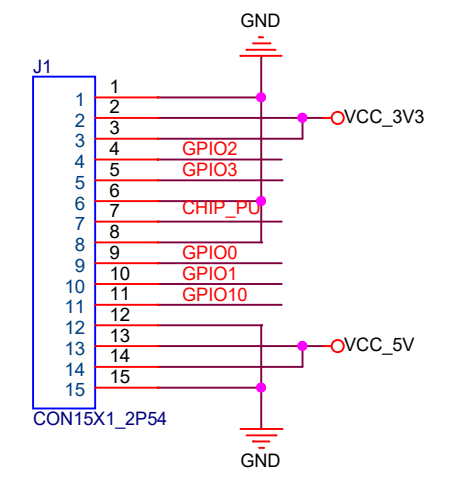 GND
J1
1 1
2 2
VCC_3V3
3 3
4 4 GPIO2
5 5 GPIO3
6 6
7 7 CHIP_PU
8 8
9 9 GPIO0
10 10 GPIO1
11 11 GPIO10
12 12
13 13
VCC_5V
14 14
15 15
CON15X1_2P54
GND